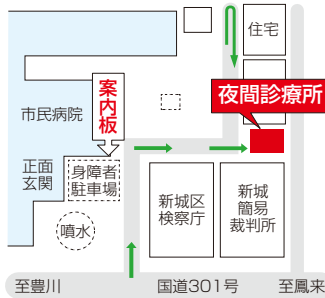 住宅
夜間診療所
案内板
市民病院
正面
玄関
身障者
駐車場
噴水
新城区
検察庁
新城
簡易
裁判所
至豊川
国道301号
至鳳来